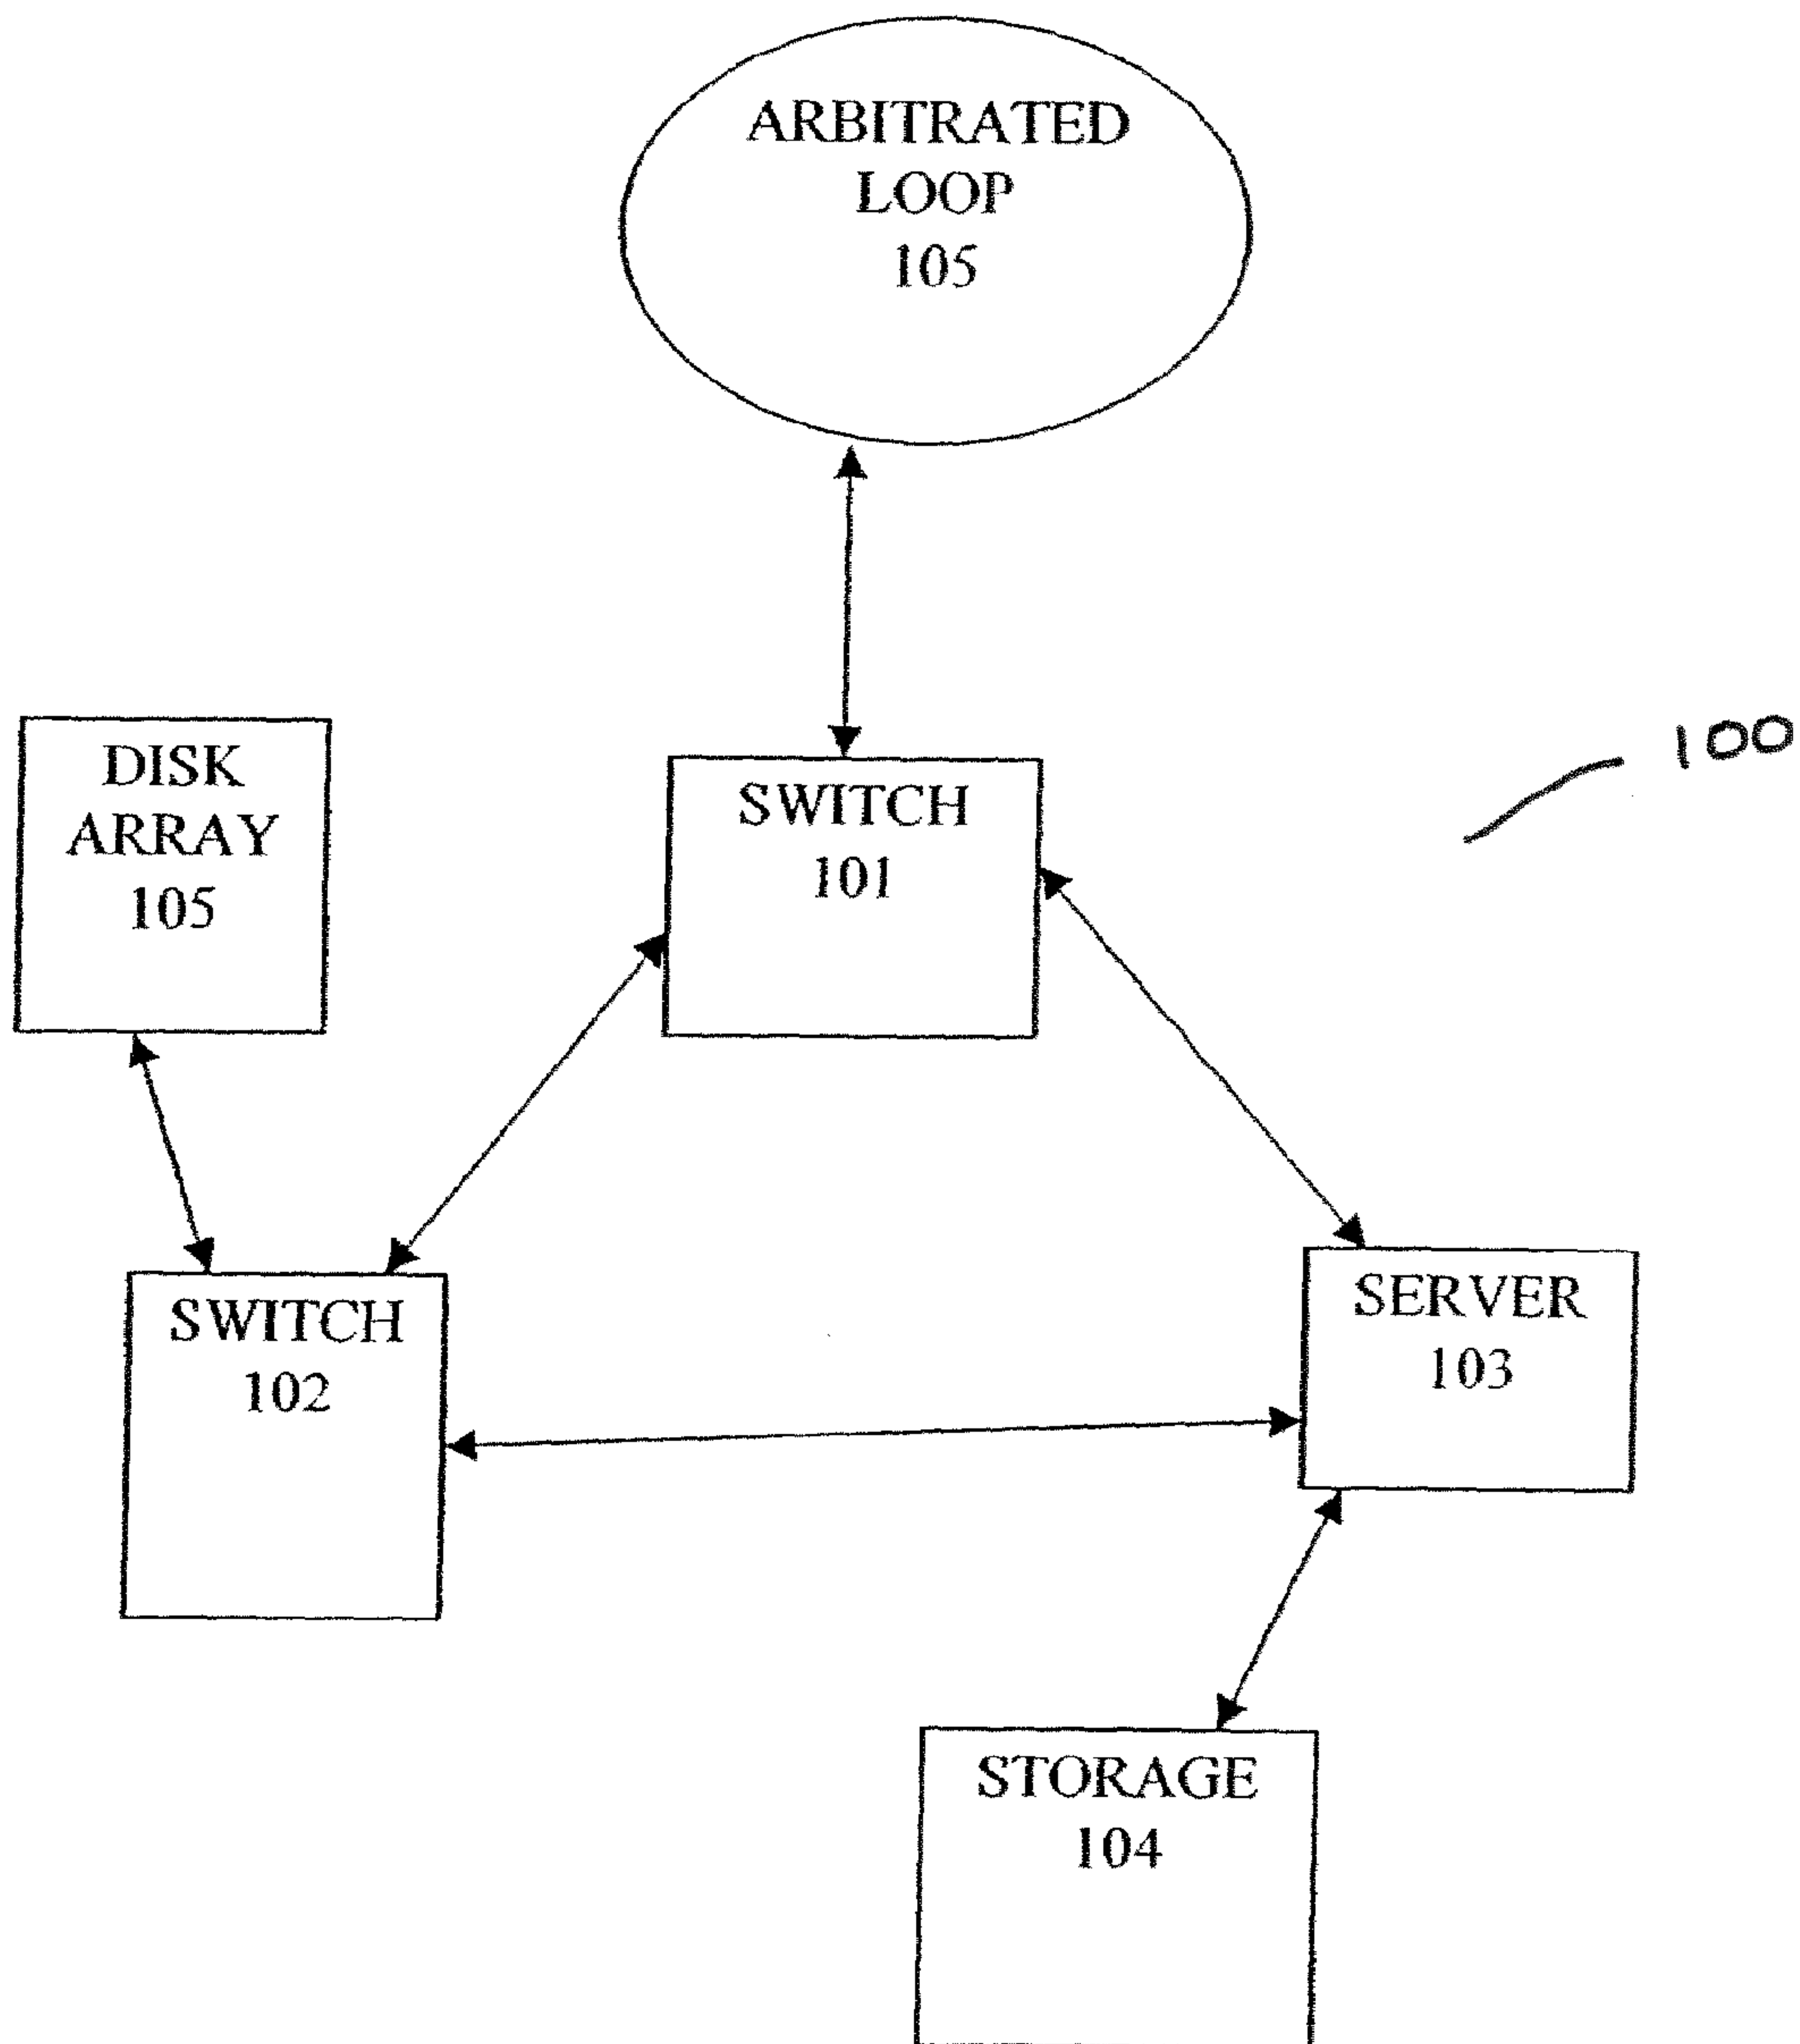 ARBITRATED
LOOP
105
DISK
ARRAY
105
SWITCH
101
100
SWITCH
102
SERVER
103
STORAGE
104